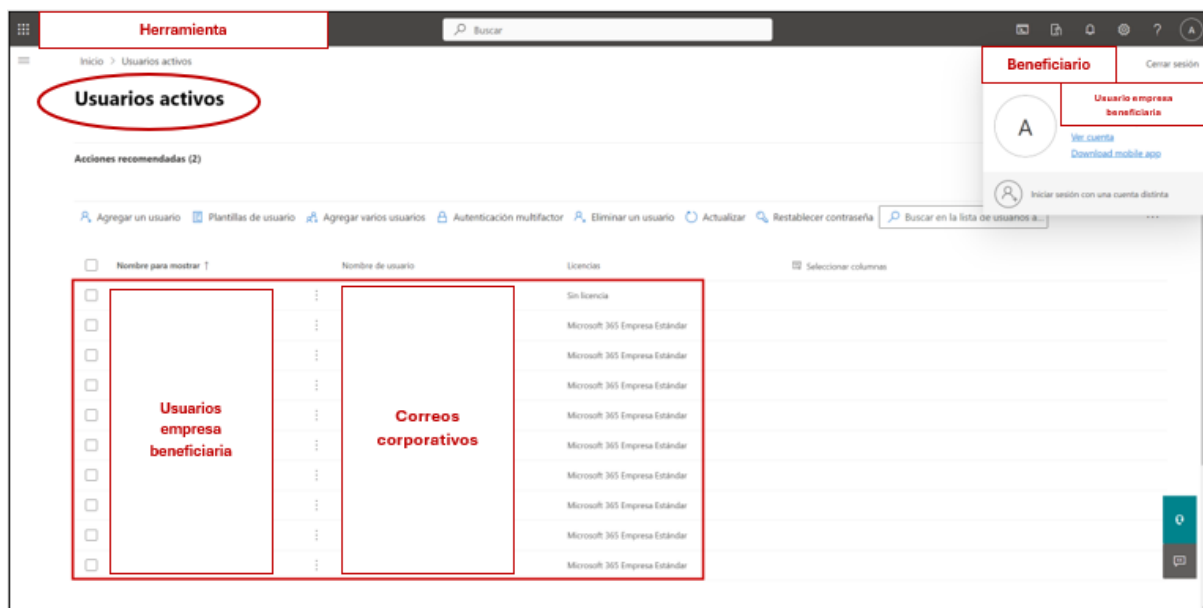 Herramienta
Buscar
?
A
Inicio > Usuarios activos
Beneficiario
Cerrar sesión
Usuarios activos
Usuario empresa
beneficiaria
A
Ver cuenta
Download mobile app
Acciones recomendadas (2)
Iniciar sesión con una cuenta distinta
Agregar un usuario Plantillas de usuario Agregar varios usuarios Autenticación multifactor Eliminar un usuario Actualizar Restablecer contraseña Buscar en la lista de usuarios a...
Nombre para mostrar ↑ Nombre de usuario Licencias Seleccionar columnas
Sin licencia
Microsoft 365 Empresa Estándar
Microsoft 365 Empresa Estándar
Microsoft 365 Empresa Estándar
Microsoft 365 Empresa Estándar
Microsoft 365 Empresa Estándar
Microsoft 365 Empresa Estándar
Microsoft 365 Empresa Estándar
Microsoft 365 Empresa Estándar
Microsoft 365 Empresa Estándar
Usuarios
empresa
beneficiaria
Correos
corporativos